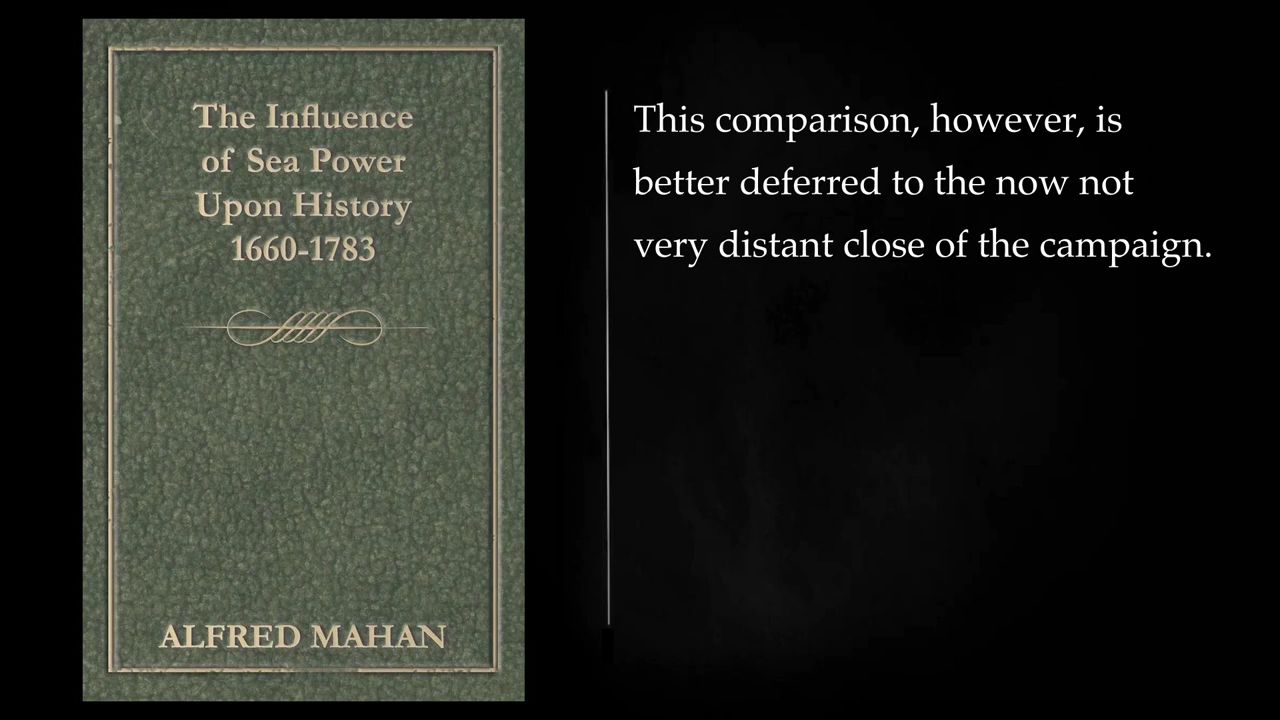 The Influence
of Sea Power
Upon History
1660-1783
ALFRED MAHAN
This comparison, however, is
better deferred to the now not
very distant close of the campaign.